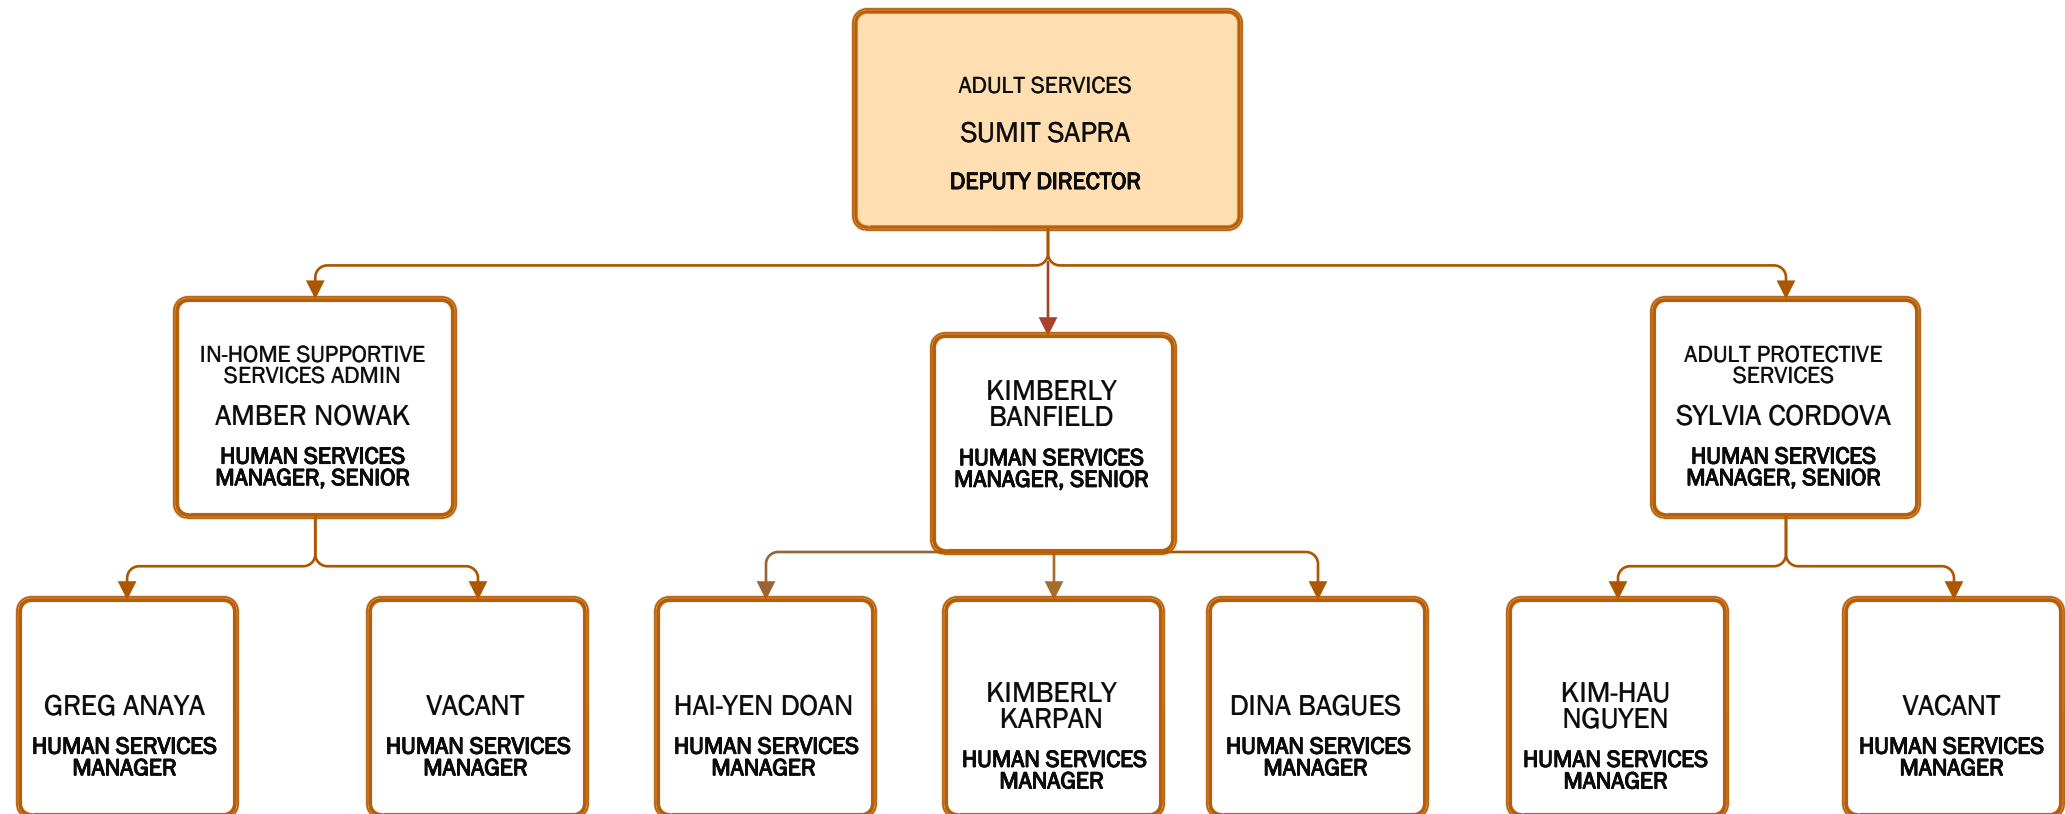 ADULT SERVICES
SUMIT SAPRA
DEPUTY DIRECTOR
IN-HOME SUPPORTIVE
SERVICES ADMIN
AMBER NOWAK
HUMAN SERVICES
MANAGER, SENIOR
KIMBERLY
BANFIELD
HUMAN SERVICES
MANAGER, SENIOR
ADULT PROTECTIVE
SERVICES
SYLVIA CORDOVA
HUMAN SERVICES
MANAGER, SENIOR
GREG ANAYA
HUMAN SERVICES
MANAGER
VACANT
HUMAN SERVICES
MANAGER
HAI-YEN DOAN
HUMAN SERVICES
MANAGER
KIMBERLY
KARPAN
HUMAN SERVICES
MANAGER
DINA BAGUES
HUMAN SERVICES
MANAGER
KIM-HAU
NGUYEN
HUMAN SERVICES
MANAGER
VACANT
HUMAN SERVICES
MANAGER